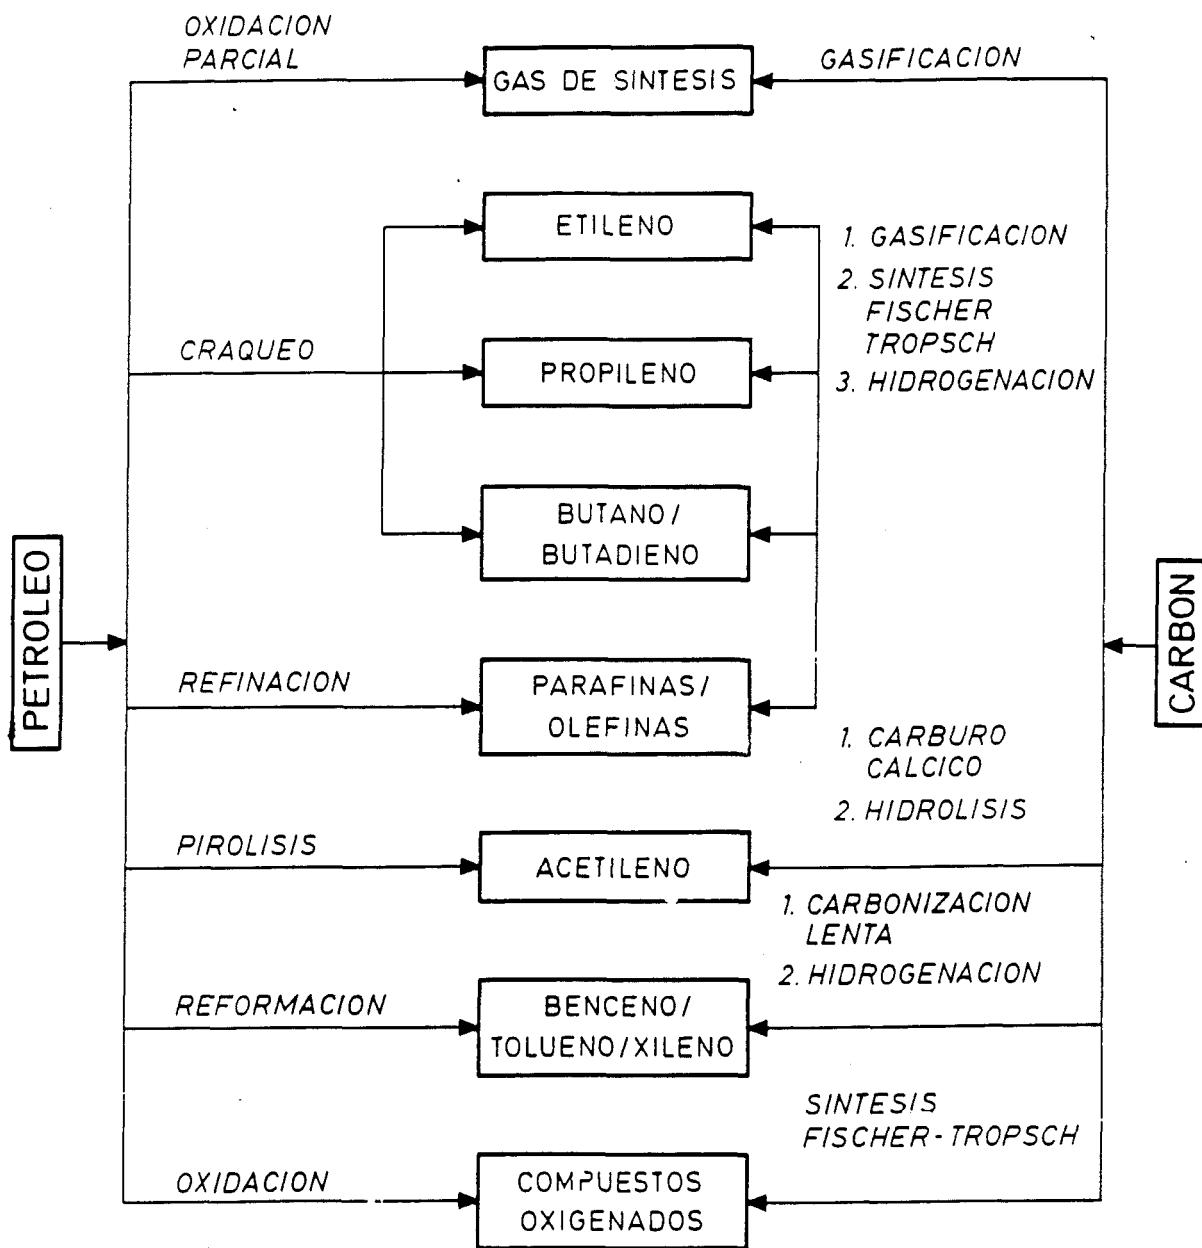 OXIDACION
PARCIAL
GAS DE SINTESIS
GASIFICACION
ETILENO
1. GASIFICACION
2. SINTESIS
FISCHER
TROPSCH
3. HIDROGENACION
CRAQUEO
PROPILENO
BUTANO/
BUTADIENO
PETROLEO
CARBON
REFINACION
PARAFINAS/
OLEFINAS
1. CARBURO
CALCICO
2. HIDROLISIS
PIROLISIS
ACETILENO
1. CARBONIZACION
LENTA
2. HIDROGENACION
REFORMACION
BENCENO/
TOLUENO/XILENO
SINTESIS
FISCHER-TROPSCH
OXIDACION
COMPUESTOS
OXIGENADOS